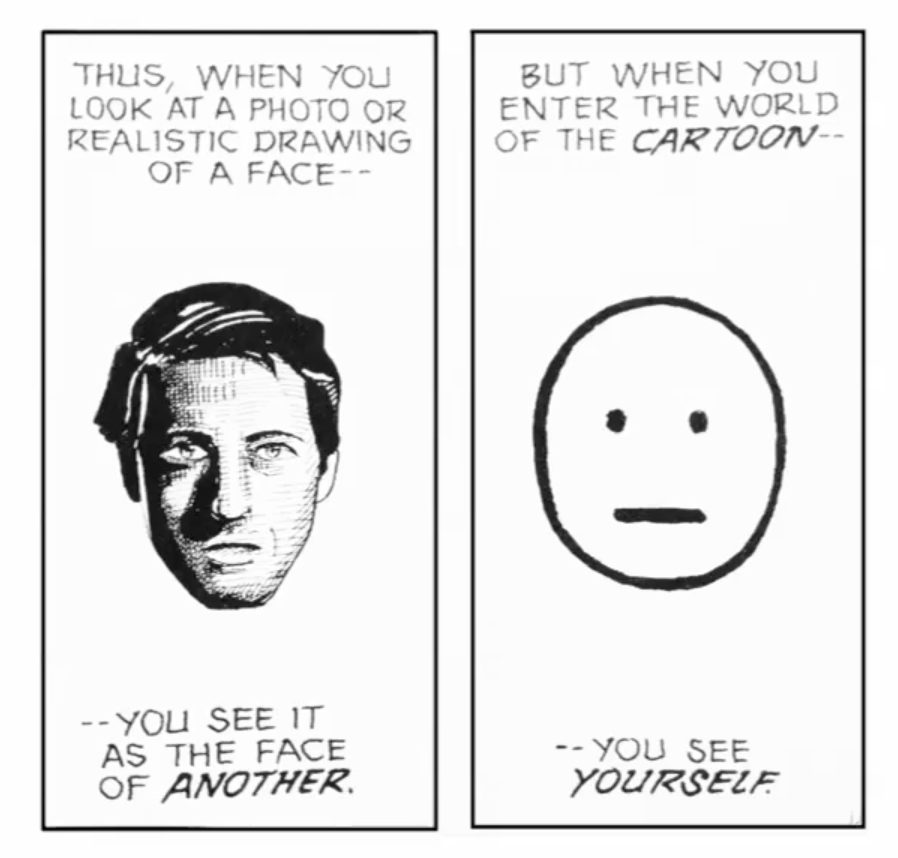 THUS, WHEN YOU
LOOK AT A PHOTO OR
REALISTIC DRAWING
OF A FACE--
--YOU SEE IT
AS THE FACE
OF ANOTHER.
BUT WHEN YOU
ENTER THE WORLD
OF THE CARTOON--
--YOU SEE
YOURSELF.